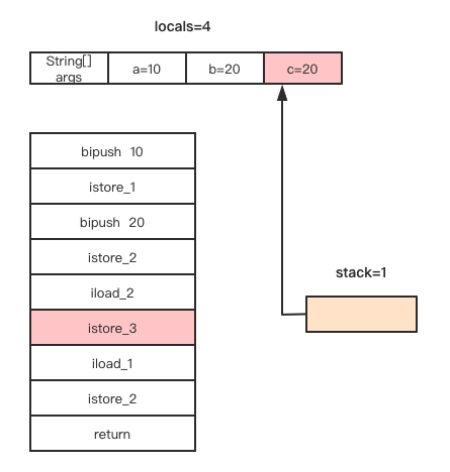 locals=4
String[] args
a=10
b=20
c=20
bipush 10
istore_1
bipush 20
istore_2
iload_2
istore_3
iload_1
istore_2
return
stack=1